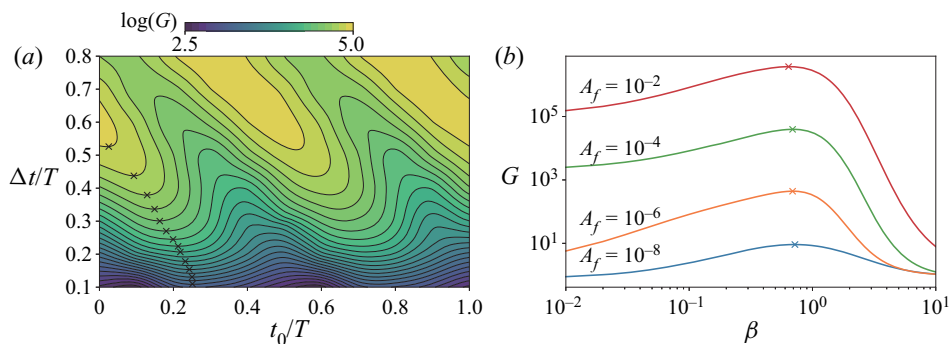 log(G)
2.5 5.0
(a)
0.8
0.7
0.6
0.5
0.4
0.3
0.2
0.1
Δt/T
0 0.2 0.4 0.6 0.8 1.0
t₀/T
(b)
10⁵
10³
10¹
G
A_f = 10⁻²
A_f = 10⁻⁴
A_f = 10⁻⁶
A_f = 10⁻⁸
10⁻² 10⁻¹ 10⁰ 10¹
β